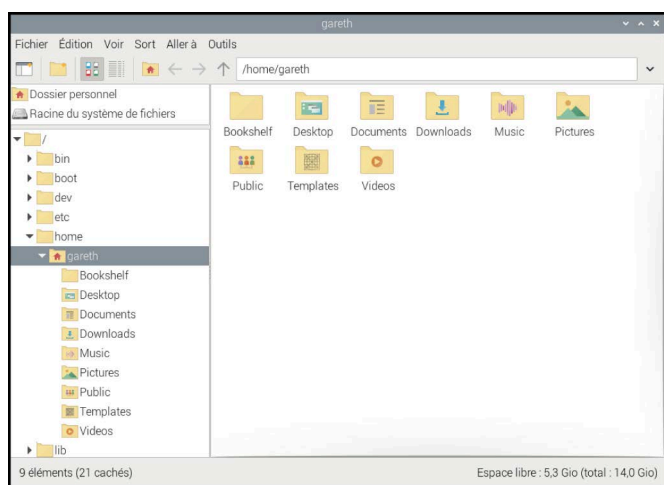 gareth
Fichier Édition Voir Sort Aller à Outils
/home/gareth
Dossier personnel
Racine du système de fichiers
/
bin
boot
dev
etc
home
gareth
Bookshelf
Desktop
Documents
Downloads
Music
Pictures
Public
Templates
Videos
lib
Bookshelf Desktop Documents Downloads Music Pictures
Public Templates Videos
9 éléments (21 cachés) Espace libre : 5,3 Gio (total : 14,0 Gio)